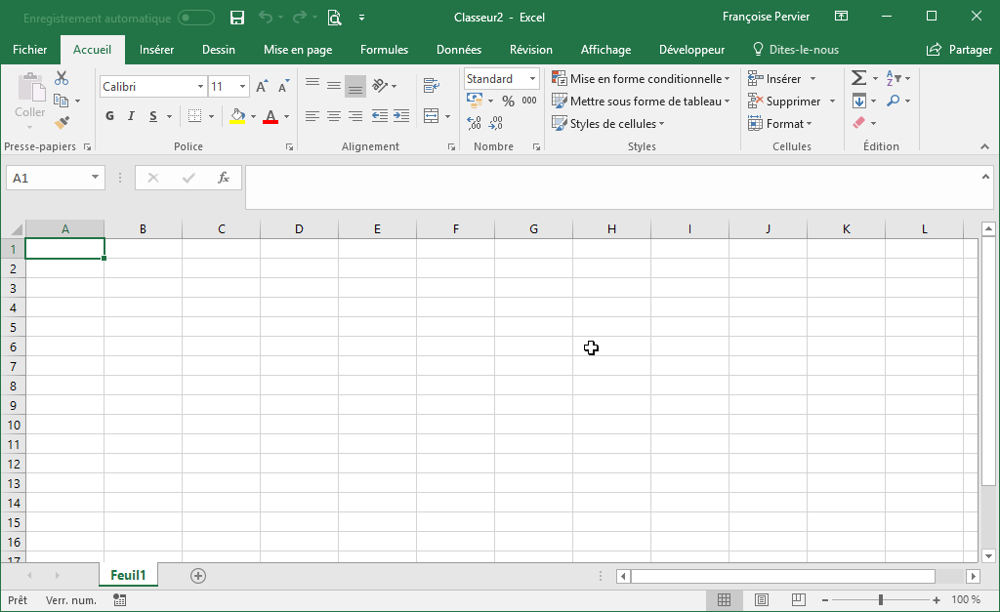 Enregistrement automatique
Classeur2 - Excel
Françoise Pervier
Fichier Accueil Insérer Dessin Mise en page Formules Données Révision Affichage Développeur Dites-le-nous Partager
Coller
Calibri 11
Standard
Mise en forme conditionnelle
Insérer
Σ
A
Z
% 000
Mettre sous forme de tableau
Supprimer
G I S A
,00
,00
Styles de cellules
Format
Presse-papiers Police Alignement Nombre Styles Cellules Édition
A1 fx
A B C D E F G H I J K L
1
2
3
4
5
6
7
8
9
10
11
12
13
14
15
16
17
Feuil1
Prêt Verr. num. 100 %